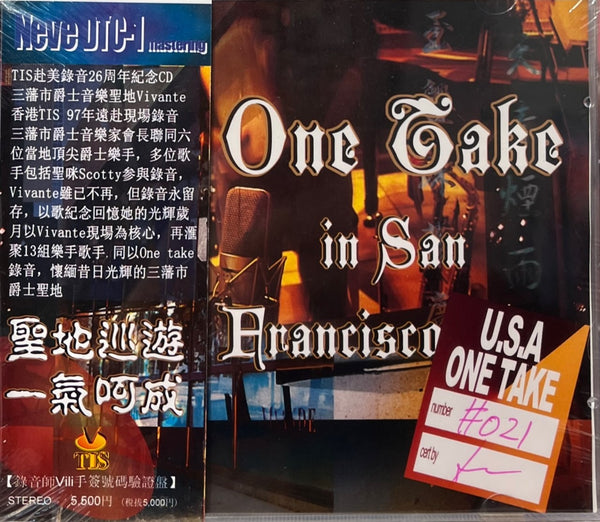 Neve DTC-1
mastering
TIS赴美錄音26周年紀念CD
三藩市爵士音樂聖地Vivante
香港TIS 97年遠赴現場錄音
三藩市爵士音樂家會長聯同六
位當地頂尖爵士樂手，多位歌
手包括聖咪Scotty参與錄音，
Vivante雖已不再，但錄音永留
存，以歌紀念回憶她的光輝歲
月以Vivante現場為核心，再滙
聚13組樂手歌手.同以One take
錄音，懷緬昔日光輝的三藩市
爵士聖地
聖地巡遊
一氣呵成
TIS
【錄音師Vili手簽號碼驗證盤】
STEREO 5,500円 (税抜5,000円)
One Take
in San
Francisco
U.S.A
ONE TAKE
number #021
cert by